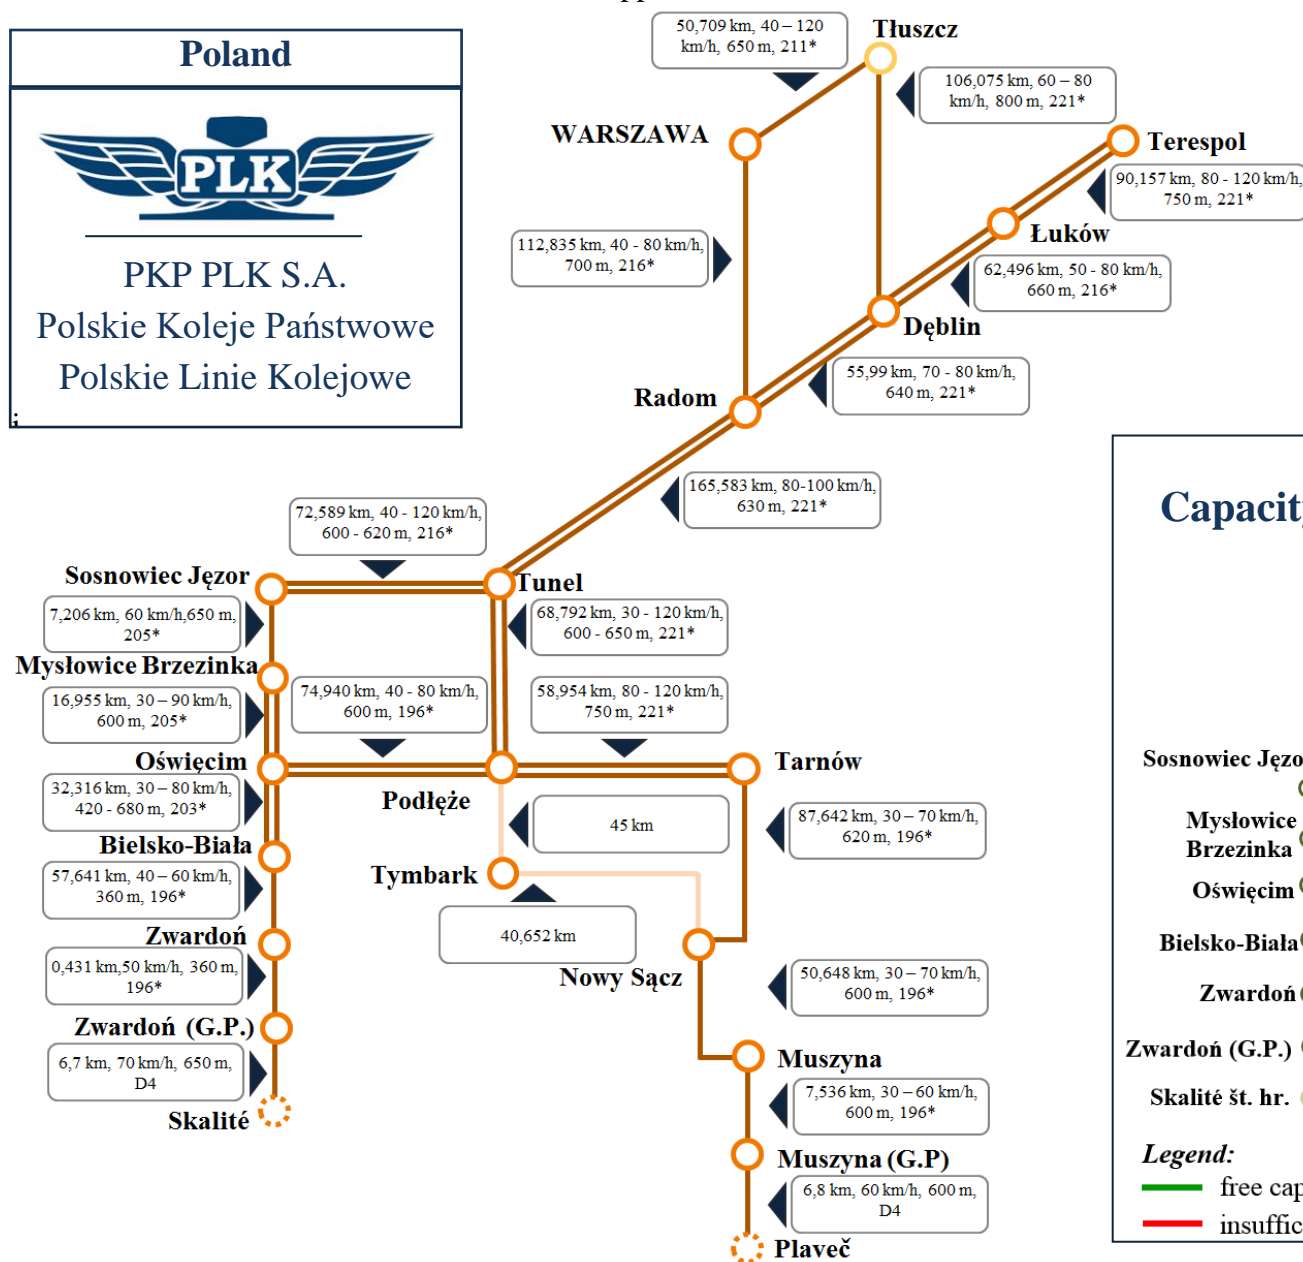 Poland
PLK
PKP PLK S.A.
Polskie Koleje Państwowe
Polskie Linie Kolejowe
50,709 km, 40 – 120
km/h, 650 m, 211*
Tłuszcz
106,075 km, 60 – 80
km/h, 800 m, 221*
WARSZAWA
Terespol
90,157 km, 80 - 120 km/h,
750 m, 221*
Łuków
112,835 km, 40 - 80 km/h,
700 m, 216*
62,496 km, 50 - 80 km/h,
660 m, 216*
Dęblin
55,99 km, 70 - 80 km/h,
640 m, 221*
Radom
165,583 km, 80-100 km/h,
630 m, 221*
72,589 km, 40 - 120 km/h,
600 - 620 m, 216*
Sosnowiec Jęzor
Tunel
7,206 km, 60 km/h,650 m,
205*
68,792 km, 30 - 120 km/h,
600 - 650 m, 221*
Mysłowice Brzezinka
16,955 km, 30 – 90 km/h,
600 m, 205*
74,940 km, 40 - 80 km/h,
600 m, 196*
58,954 km, 80 - 120 km/h,
750 m, 221*
Oświęcim
Podłęże
Tarnów
32,316 km, 30 – 80 km/h,
420 - 680 m, 203*
45 km
87,642 km, 30 – 70 km/h,
620 m, 196*
Bielsko-Biała
57,641 km, 40 – 60 km/h,
360 m, 196*
Tymbark
40,652 km
Zwardoń
0,431 km,50 km/h, 360 m,
196*
Nowy Sącz
50,648 km, 30 – 70 km/h,
600 m, 196*
Zwardoń (G.P.)
6,7 km, 70 km/h, 650 m,
D4
Skalité
Muszyna
7,536 km, 30 – 60 km/h,
600 m, 196*
Muszyna (G.P)
6,8 km, 60 km/h, 600 m,
D4
Plaveč
Capacity
Sosnowiec Jęzo
Mysłowice
Brzezinka
Oświęcim
Bielsko-Biała
Zwardoń
Zwardoń (G.P.)
Skalité št. hr.
Legend:
free cap
insuffic